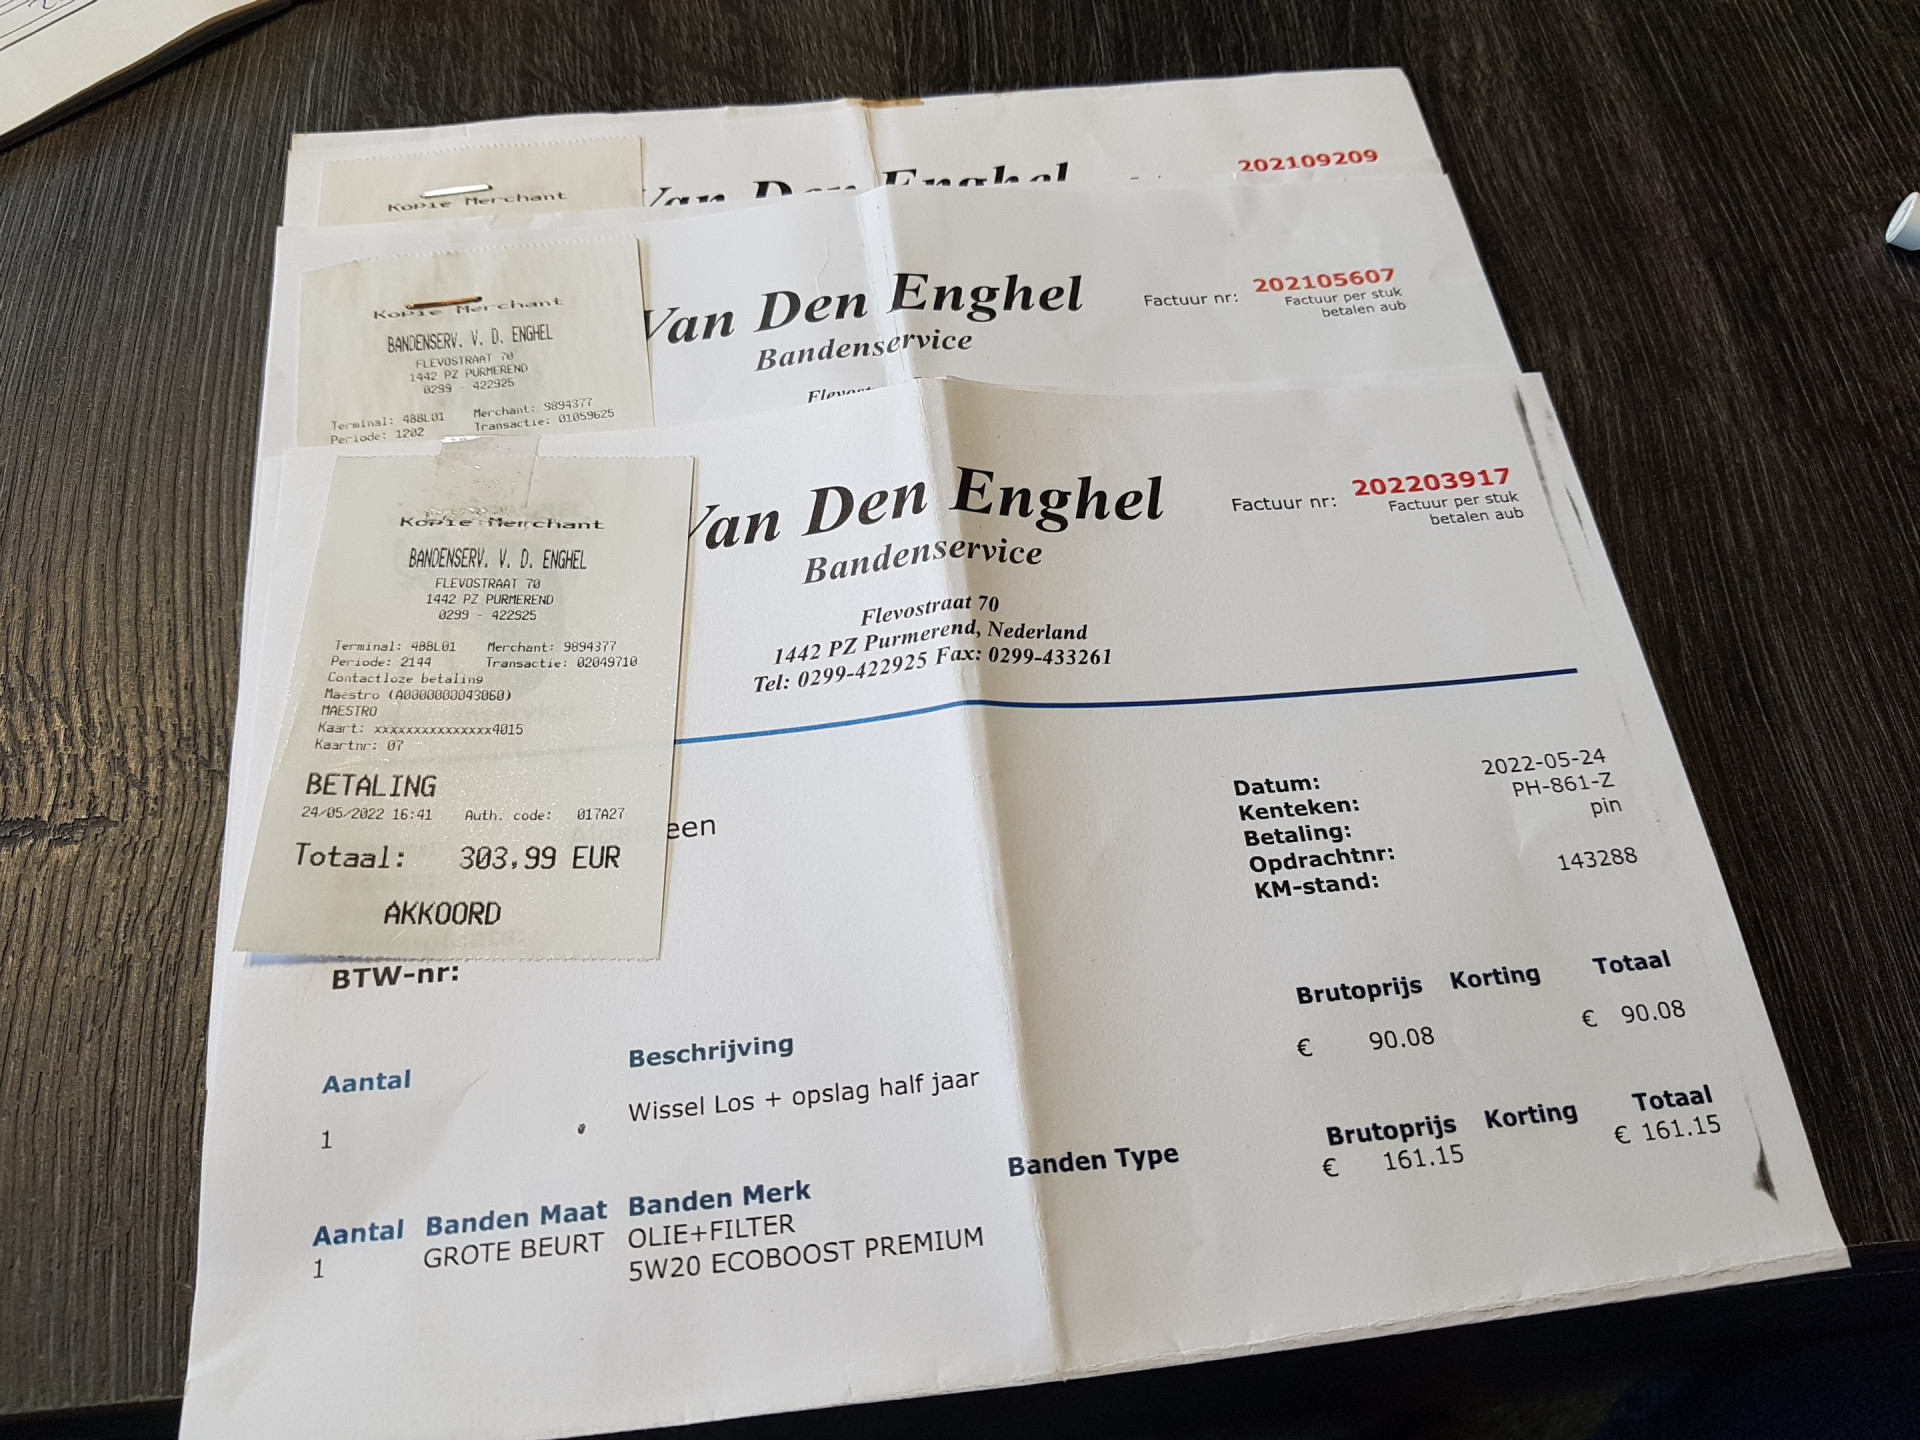 202109209
Kopie Merchant
Van Den Enghel
Kopie Merchant
BANDENSERV. V. D. ENGHEL
FLEVOSTRAAT 70
1442 PZ PURMEREND
0299 - 422925
Terminal: 4BBL01 Merchant: 9894377
Periode: 1202 Transactie: 01059625
Van Den Enghel
Bandenservice
Factuur nr: 202105607
Factuur per stuk
betalen aub
Kopie Merchant
BANDENSERV. V. D. ENGHEL
FLEVOSTRAAT 70
1442 PZ PURMEREND
0299 - 422925
Terminal: 4BBL01 Merchant: 9894377
Periode: 2144 Transactie: 02049710
Contactloze betaling
Maestro (A0000000043060)
MAESTRO
Kaart: xxxxxxxxxxxxxxx4015
Kaartnr: 07
BETALING
24/05/2022 16:41 Auth. code: 017A27
Totaal: 303,99 EUR
AKKOORD
Van Den Enghel
Bandenservice
Flevostraat 70
1442 PZ Purmerend, Nederland
Tel: 0299-422925 Fax: 0299-433261
Factuur nr: 202203917
Factuur per stuk
betalen aub
een
Datum: 2022-05-24
Kenteken: PH-861-Z
Betaling: pin
Opdrachtnr:
KM-stand: 143288
BTW-nr:
Aantal Beschrijving Brutoprijs Korting Totaal
1 Wissel Los + opslag half jaar € 90.08 € 90.08
Aantal Banden Maat Banden Merk Banden Type Brutoprijs Korting Totaal
1 GROTE BEURT OLIE+FILTER € 161.15 € 161.15
5W20 ECOBOOST PREMIUM